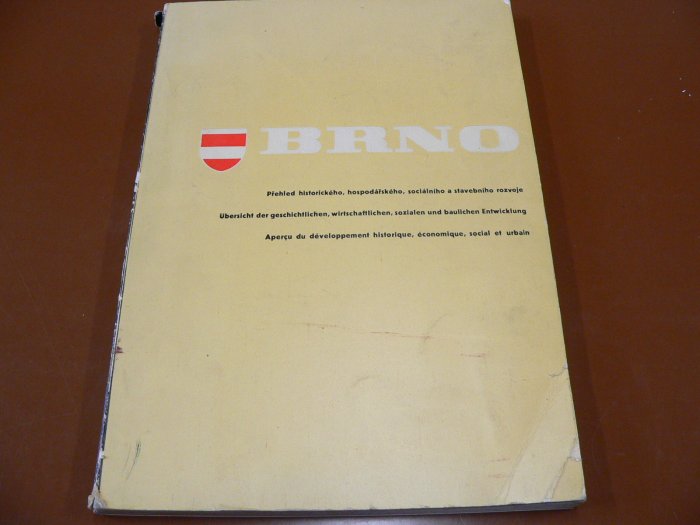 BRNO
Přehled historického, hospodářského, sociálního a stavebního rozvoje
Übersicht der geschichtlichen, wirtschaftlichen, sozialen und baulichen Entwicklung
Aperçu du développement historique, économique, social et urbain